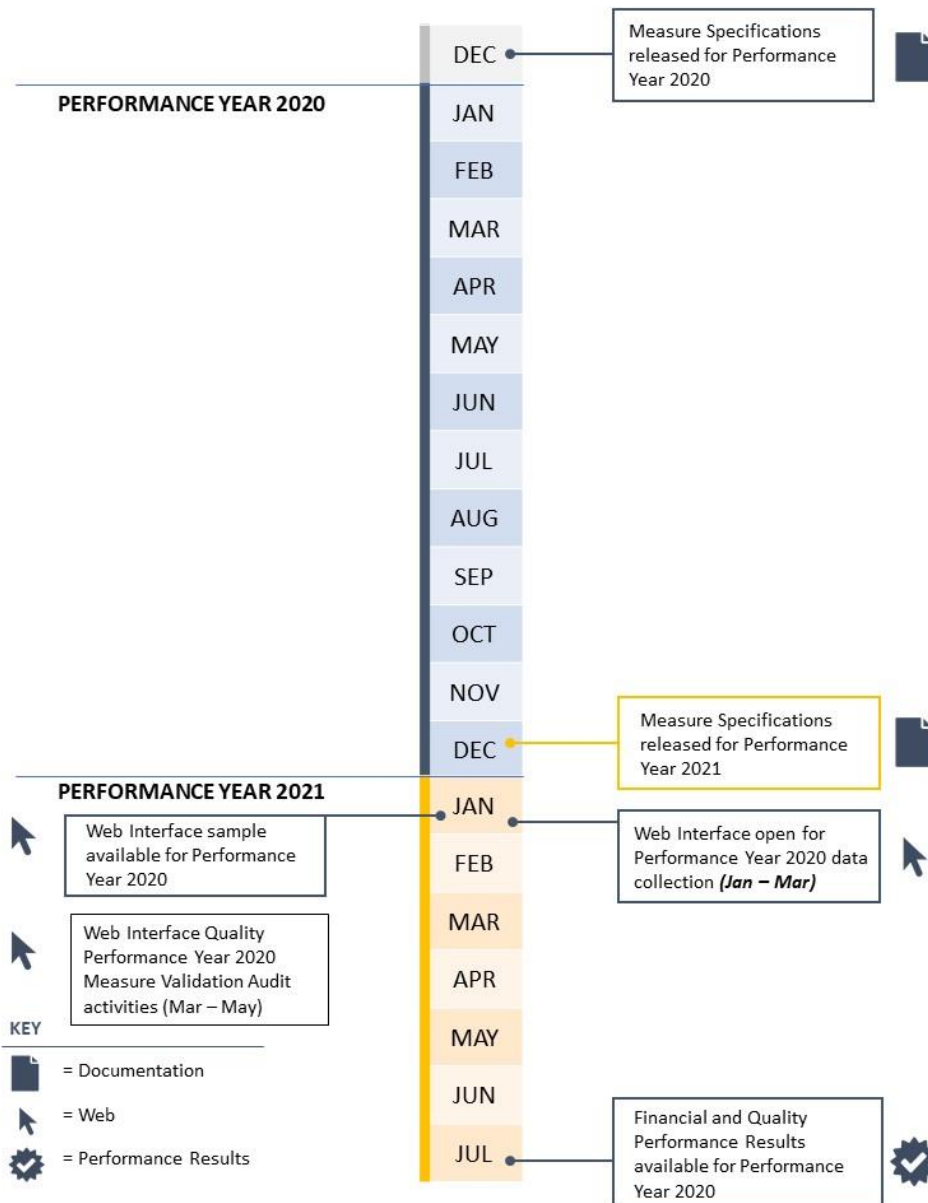 DEC
Measure Specifications
released for Performance
Year 2020
PERFORMANCE YEAR 2020
JAN
FEB
MAR
APR
MAY
JUN
JUL
AUG
SEP
OCT
NOV
DEC
Measure Specifications
released for Performance
Year 2021
PERFORMANCE YEAR 2021
JAN
Web Interface sample
available for Performance
Year 2020
Web Interface open for
Performance Year 2020 data
collection (Jan – Mar)
FEB
MAR
Web Interface Quality
Performance Year 2020
Measure Validation Audit
activities (Mar – May)
APR
MAY
JUN
JUL
KEY
= Documentation
= Web
= Performance Results
Financial and Quality
Performance Results
available for Performance
Year 2020